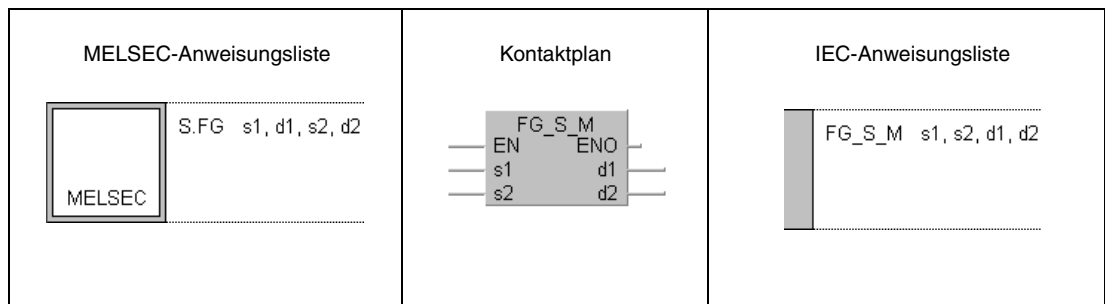 MELSEC-Anweisungsliste
S.FG s1, d1, s2, d2
MELSEC
Kontaktplan
FG_S_M
EN ENO
s1 d1
s2 d2
IEC-Anweisungsliste
FG_S_M s1, s2, d1, d2